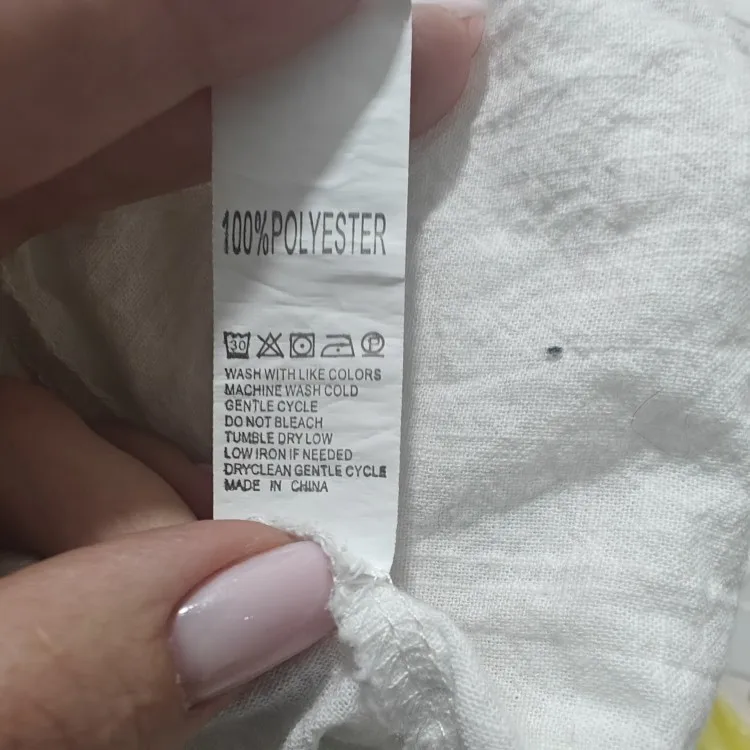 100%POLYESTER
30 P
WASH WITH LIKE COLORS
MACHINE WASH COLD
GENTLE CYCLE
DO NOT BLEACH
TUMBLE DRY LOW
LOW IRON IF NEEDED
DRYCLEAN GENTLE CYCLE
MADE IN CHINA